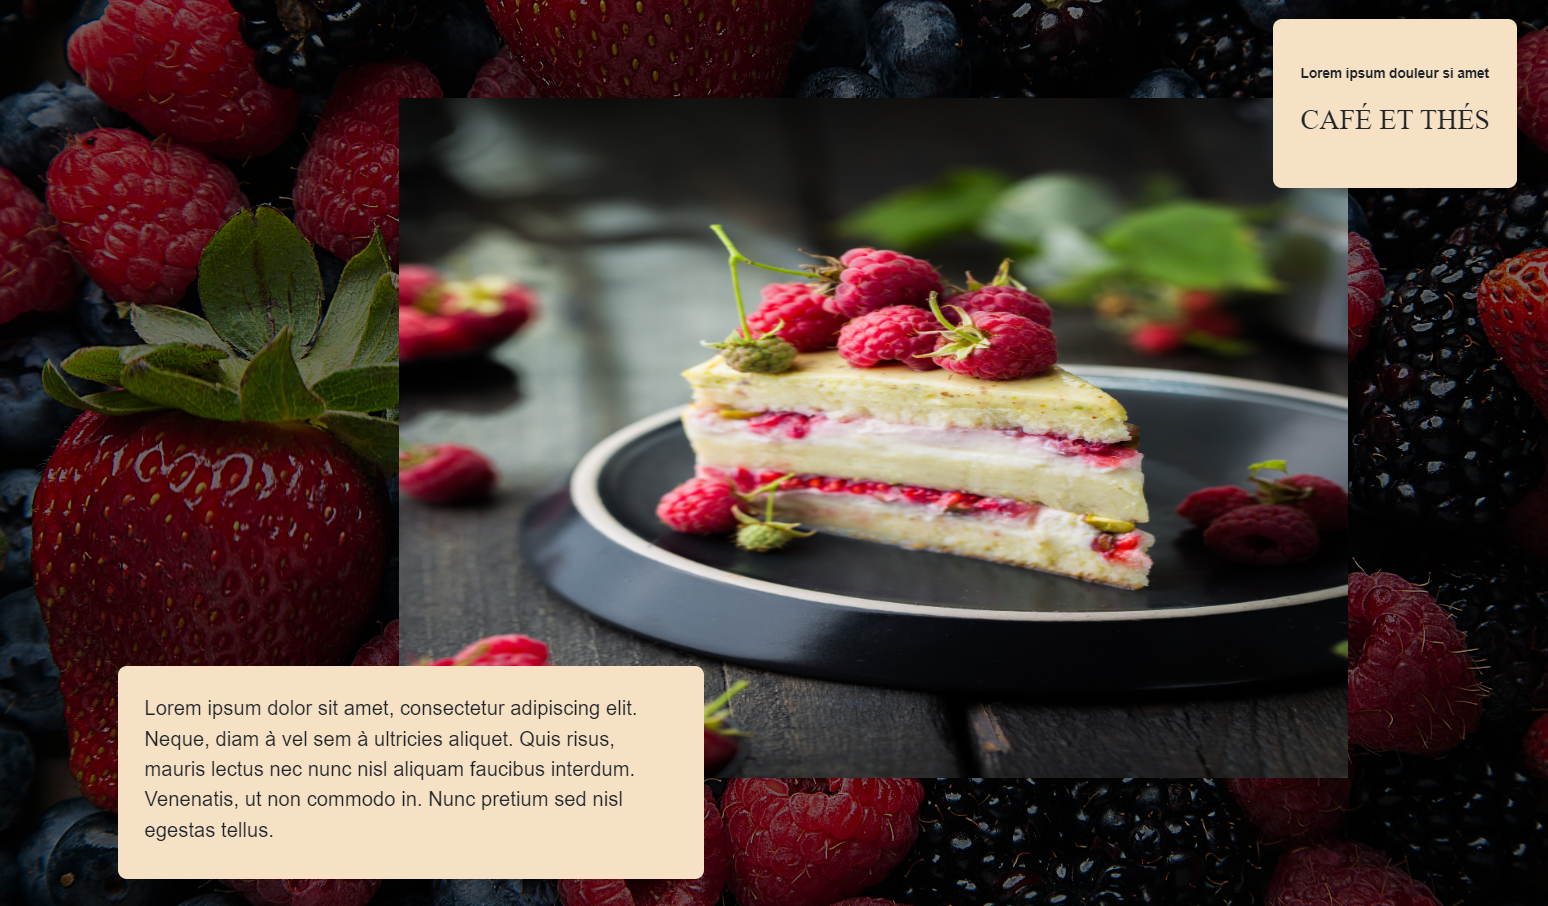 Lorem ipsum douleur si amet
CAFÉ ET THÉS
Lorem ipsum dolor sit amet, consectetur adipiscing elit.
Neque, diam à vel sem à ultricies aliquet. Quis risus,
mauris lectus nec nunc nisl aliquam faucibus interdum.
Venenatis, ut non commodo in. Nunc pretium sed nisl
egestas tellus.